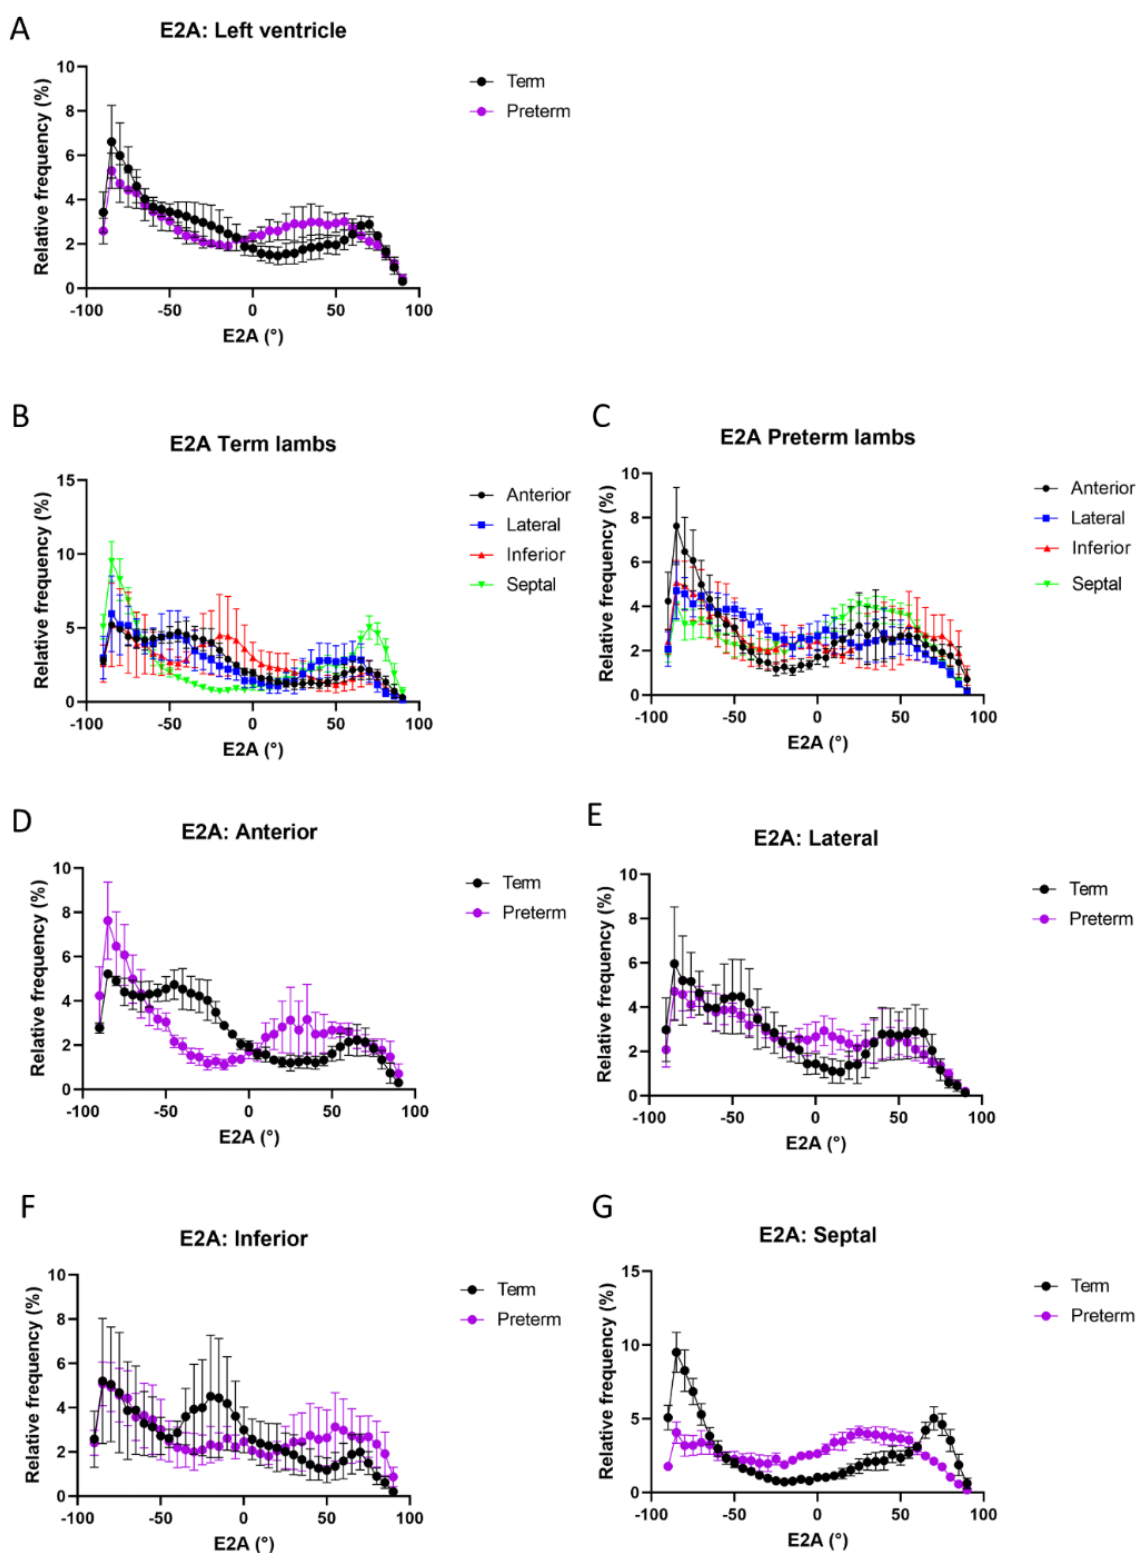 A
E2A: Left ventricle
Relative frequency (%)
10
8
6
4
2
0
-100
-50
0
50
100
E2A (°)
Term
Preterm
B
E2A Term lambs
Relative frequency (%)
15
10
5
0
-100
-50
0
50
100
E2A (°)
Anterior
Lateral
Inferior
Septal
C
E2A Preterm lambs
Relative frequency (%)
10
8
6
4
2
0
-100
-50
0
50
100
E2A (°)
Anterior
Lateral
Inferior
Septal
D
E2A: Anterior
Relative frequency (%)
10
8
6
4
2
0
-100
-50
0
50
100
E2A (°)
Term
Preterm
E
E2A: Lateral
Relative frequency (%)
10
8
6
4
2
0
-100
-50
0
50
100
E2A (°)
Term
Preterm
F
E2A: Inferior
Relative frequency (%)
10
8
6
4
2
0
-100
-50
0
50
100
E2A (°)
Term
Preterm
G
E2A: Septal
Relative frequency (%)
15
10
5
0
-100
-50
0
50
100
E2A (°)
Term
Preterm